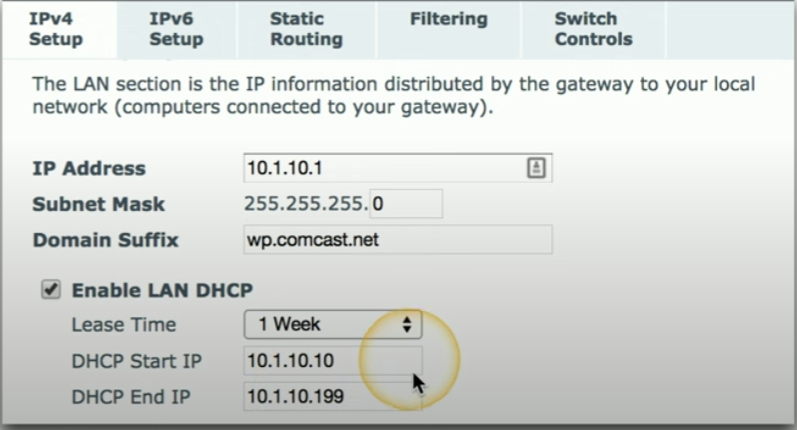 IPv4 Setup
IPv6 Setup
Static Routing
Filtering
Switch Controls
The LAN section is the IP information distributed by the gateway to your local
network (computers connected to your gateway).
IP Address 10.1.10.1
Subnet Mask 255.255.255.0
Domain Suffix wp.comcast.net
Enable LAN DHCP
Lease Time 1 Week
DHCP Start IP 10.1.10.10
DHCP End IP 10.1.10.199